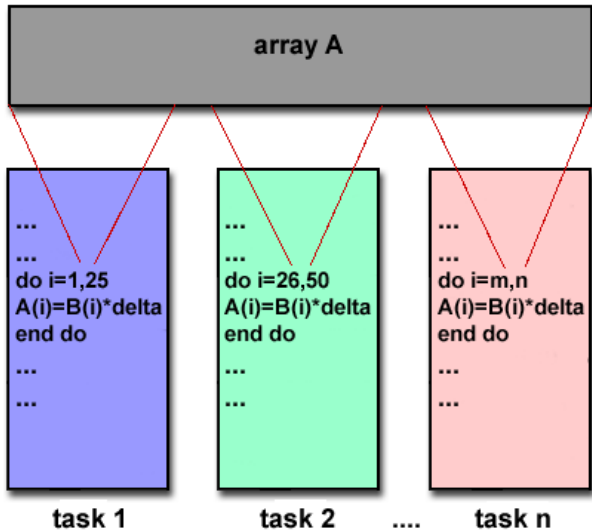 array A
...
...
do i=1,25
A(i)=B(i)*delta
end do
...
...
...
...
do i=26,50
A(i)=B(i)*delta
end do
...
...
...
...
do i=m,n
A(i)=B(i)*delta
end do
...
...
task 1 task 2 .... task n